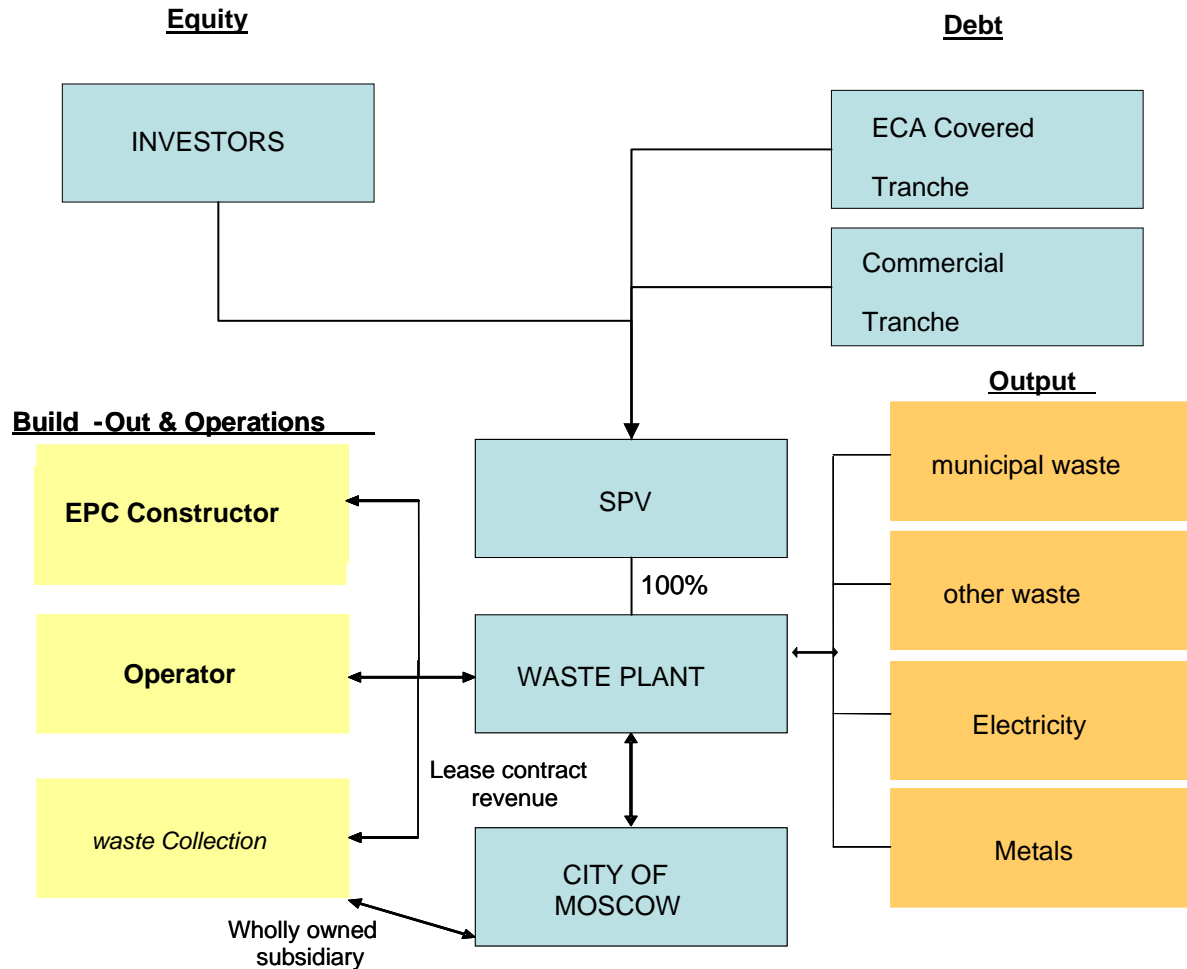 Equity
Debt
INVESTORS
ECA Covered
Tranche
Commercial
Tranche
Output
Build -Out & Operations
EPC Constructor
SPV
municipal waste
100%
other waste
Operator
WASTE PLANT
Electricity
Lease contract
revenue
waste Collection
CITY OF
MOSCOW
Metals
Wholly owned
subsidiary